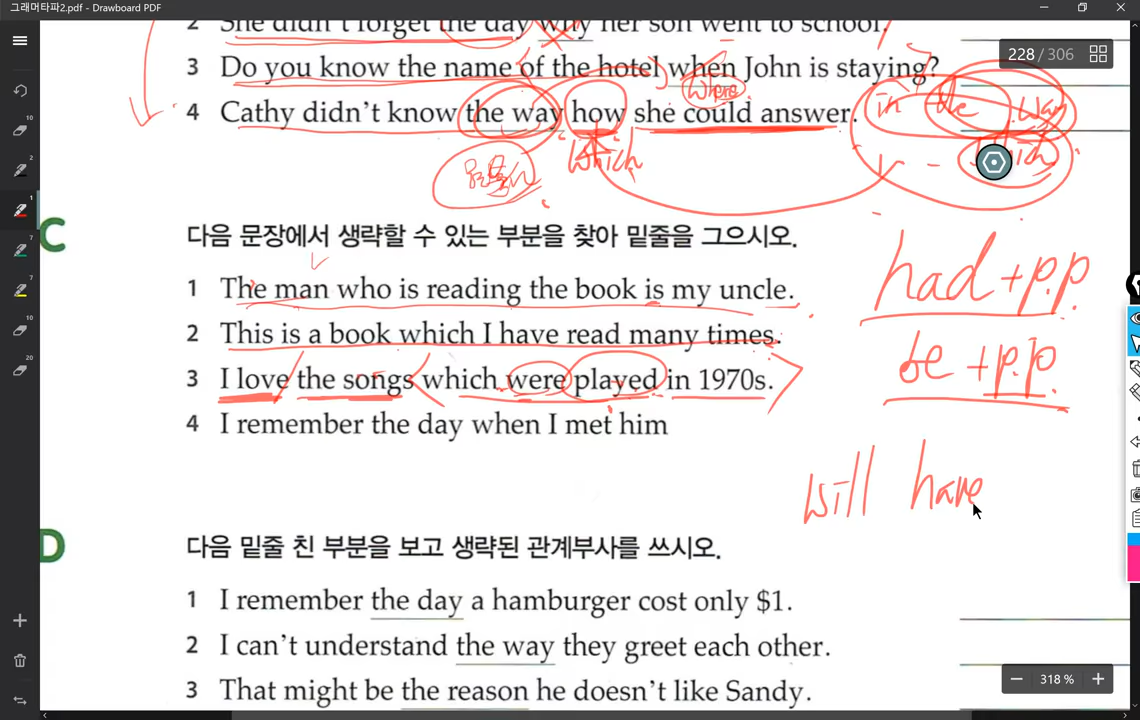 그래머타파2.pdf - Drawboard PDF
228 / 306
2 She didn't forget the day why her son went to school.
3 Do you know the name of the hotel when John is staying?
where
4 Cathy didn't know the way how she could answer.
in the way
which
which
C 다음 문장에서 생략할 수 있는 부분을 찾아 밑줄을 그으시오.
had + p.p
1 The man who is reading the book is my uncle.
2 This is a book which I have read many times.
be + p.p
3 I love the songs which were played in 1970s.
4 I remember the day when I met him
will have
D 다음 밑줄 친 부분을 보고 생략된 관계부사를 쓰시오.
1 I remember the day a hamburger cost only $1.
2 I can't understand the way they greet each other.
3 That might be the reason he doesn't like Sandy.
318 %
10
2
1
7
7
10
20